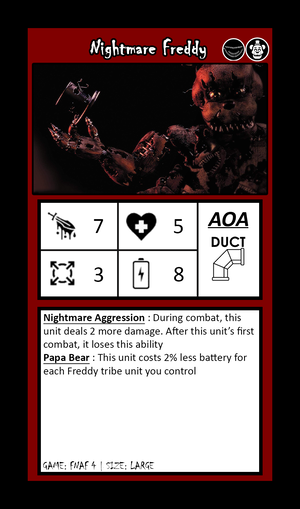 Nightmare Freddy
7
5
AOA
DUCT
3
8
Nightmare Aggression : During combat, this
unit deals 2 more damage. After this unit's first
combat, it loses this ability
Papa Bear : This unit costs 2% less battery for
each Freddy tribe unit you control
GAME: FNAF 4 | SIZE: LARGE